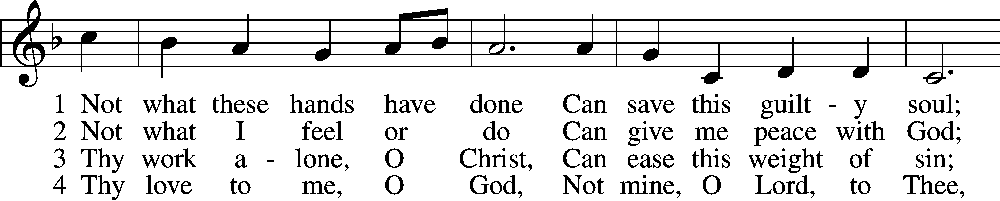 1 Not what these hands have done Can save this guilt - y soul;
2 Not what I feel or do Can give me peace with God;
3 Thy work a - lone, O Christ, Can ease this weight of sin;
4 Thy love to me, O God, Not mine, O Lord, to Thee,